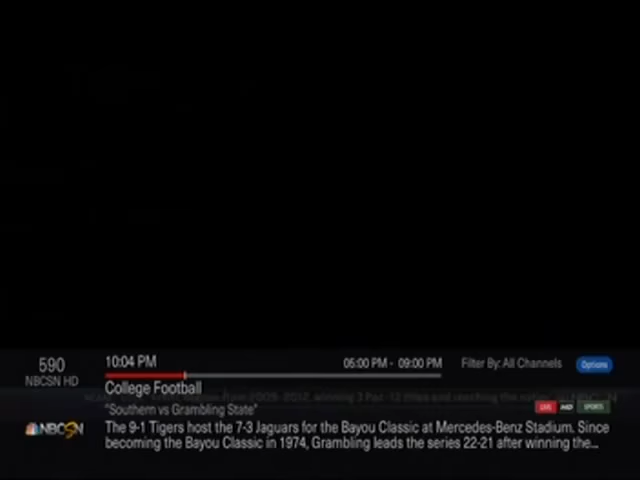 590
NBCSN HD
10:04 PM
05:00 PM - 09:00 PM
Filter By: All Channels
Options
College Football
"Southern vs Grambling State"
LIVE HD SPORTS
NBCSN
The 9-1 Tigers host the 7-3 Jaguars for the Bayou Classic at Mercedes-Benz Stadium. Since
becoming the Bayou Classic in 1974, Grambling leads the series 22-21 after winning the...